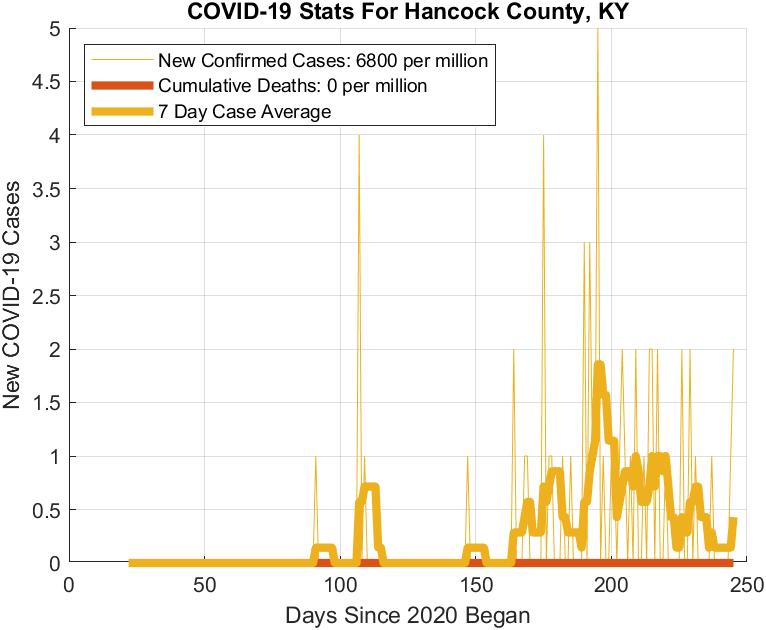 COVID-19 Stats For Hancock County, KY
New Confirmed Cases: 6800 per million
Cumulative Deaths: 0 per million
7 Day Case Average
New COVID-19 Cases
5
4.5
4
3.5
3
2.5
2
1.5
1
0.5
0
0 50 100 150 200 250
Days Since 2020 Began